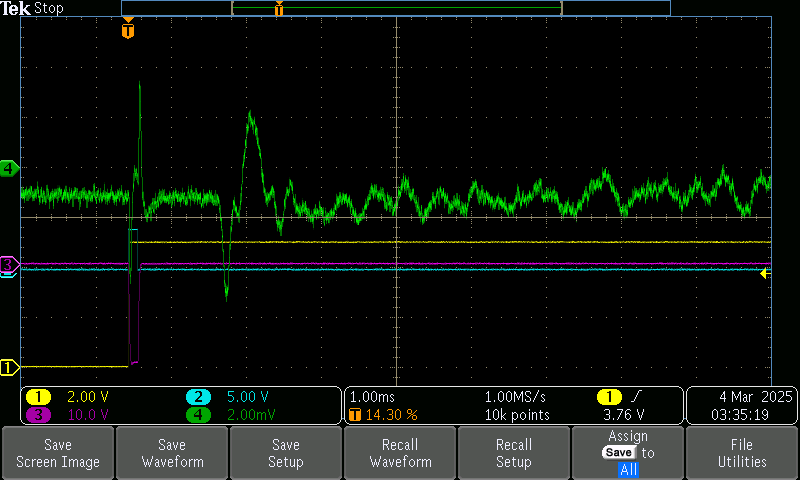 Tek Stop
T
T
4
3
1
1 2.00 V 2 5.00 V 1.00ms 1.00MS/s 1 3.76 V 4 Mar 2025
3 10.0 V 4 2.00mV T 14.30 % 10k points 03:35:19
Save Screen Image
Save Waveform
Save Setup
Recall Waveform
Recall Setup
Assign Save to All
File Utilities